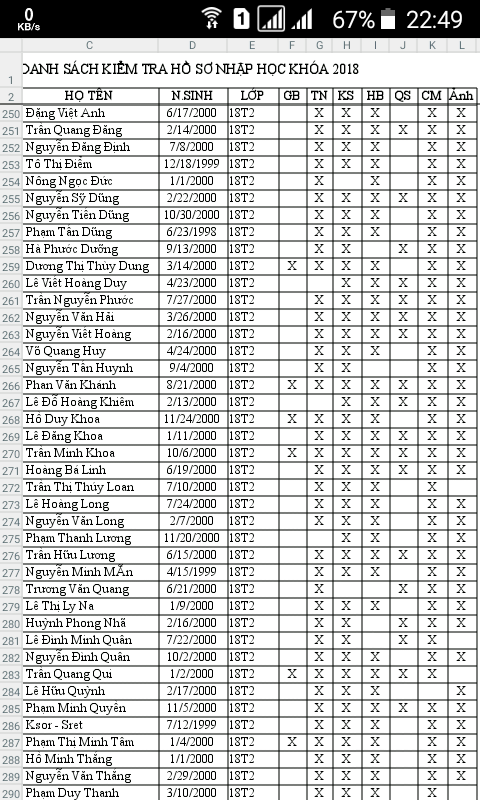 0 KB/s 1 67% 22:49
C D E F G H I J K L
1 DANH SÁCH KIỂM TRA HỒ SƠ NHẬP HỌC KHÓA 2018
2 HỌ TÊN N.SINH LỚP GB TN KS HB QS CM Ảnh
250 Đặng Việt Anh 6/17/2000 18T2 X X X X X
251 Trần Quang Đăng 2/14/2000 18T2 X X X X X X
252 Nguyễn Đăng Định 7/8/2000 18T2 X X X X X
253 Tô Thị Điểm 12/18/1999 18T2 X X X X X
254 Nông Ngọc Đức 1/1/2000 18T2 X X X X
255 Nguyễn Sỹ Dũng 2/22/2000 18T2 X X X X X X
256 Nguyễn Tiến Dũng 10/30/2000 18T2 X X X X X
257 Phạm Tấn Dũng 6/23/1998 18T2 X X X X X
258 Hà Phước Dưỡng 9/13/2000 18T2 X X X X X
259 Dương Thị Thùy Dung 3/14/2000 18T2 X X X X X X
260 Lê Viết Hoàng Duy 4/23/2000 18T2 X X X X X
261 Trần Nguyễn Phước 7/27/2000 18T2 X X X X X X
262 Nguyễn Văn Hải 3/26/2000 18T2 X X X X X X
263 Nguyễn Viết Hoàng 2/16/2000 18T2 X X X X X X
264 Võ Quang Huy 4/24/2000 18T2 X X X X X
265 Nguyễn Tấn Huynh 9/4/2000 18T2 X X X X
266 Phan Văn Khánh 8/21/2000 18T2 X X X X X X X
267 Lê Đỗ Hoàng Khiêm 2/13/2000 18T2 X X X X X
268 Hồ Duy Khoa 11/24/2000 18T2 X X X X X X
269 Lê Đăng Khoa 1/11/2000 18T2 X X X X X X
270 Trần Minh Khoa 10/6/2000 18T2 X X X X X X X
271 Hoàng Bá Linh 6/19/2000 18T2 X X X X X X
272 Trần Thị Thúy Loan 7/10/2000 18T2 X X X X
273 Lê Hoàng Long 7/24/2000 18T2 X X X X X X
274 Nguyễn Văn Long 2/7/2000 18T2 X X X X X
275 Phạm Thanh Lương 11/20/2000 18T2 X X X X
276 Trần Hữu Lương 6/15/2000 18T2 X X X X X X
277 Nguyễn Minh MẪn 4/15/1999 18T2 X X X X X
278 Trương Văn Quang 6/21/2000 18T2 X X X X
279 Lê Thị Ly Na 1/9/2000 18T2 X X X X X
280 Huỳnh Phong Nhã 2/16/2000 18T2 X X X X X
281 Lê Đinh Minh Quân 7/22/2000 18T2 X X X X
282 Nguyễn Đình Quân 10/2/2000 18T2 X X X X X
283 Trần Quang Qui 1/2/2000 18T2 X X X X X X
284 Lê Hữu Quỳnh 2/17/2000 18T2 X X X X
285 Phạm Minh Quyền 11/5/2000 18T2 X X X X X X
286 Ksor - Sret 7/12/1999 18T2 X X X X X
287 Phạm Thị Minh Tâm 1/4/2000 18T2 X X X X X X
288 Hồ Minh Thắng 1/1/2000 18T2 X X X X X
289 Nguyễn Văn Thắng 2/29/2000 18T2 X X X X X
290 Phạm Duy Thanh 3/10/2000 18T2 X X X X X